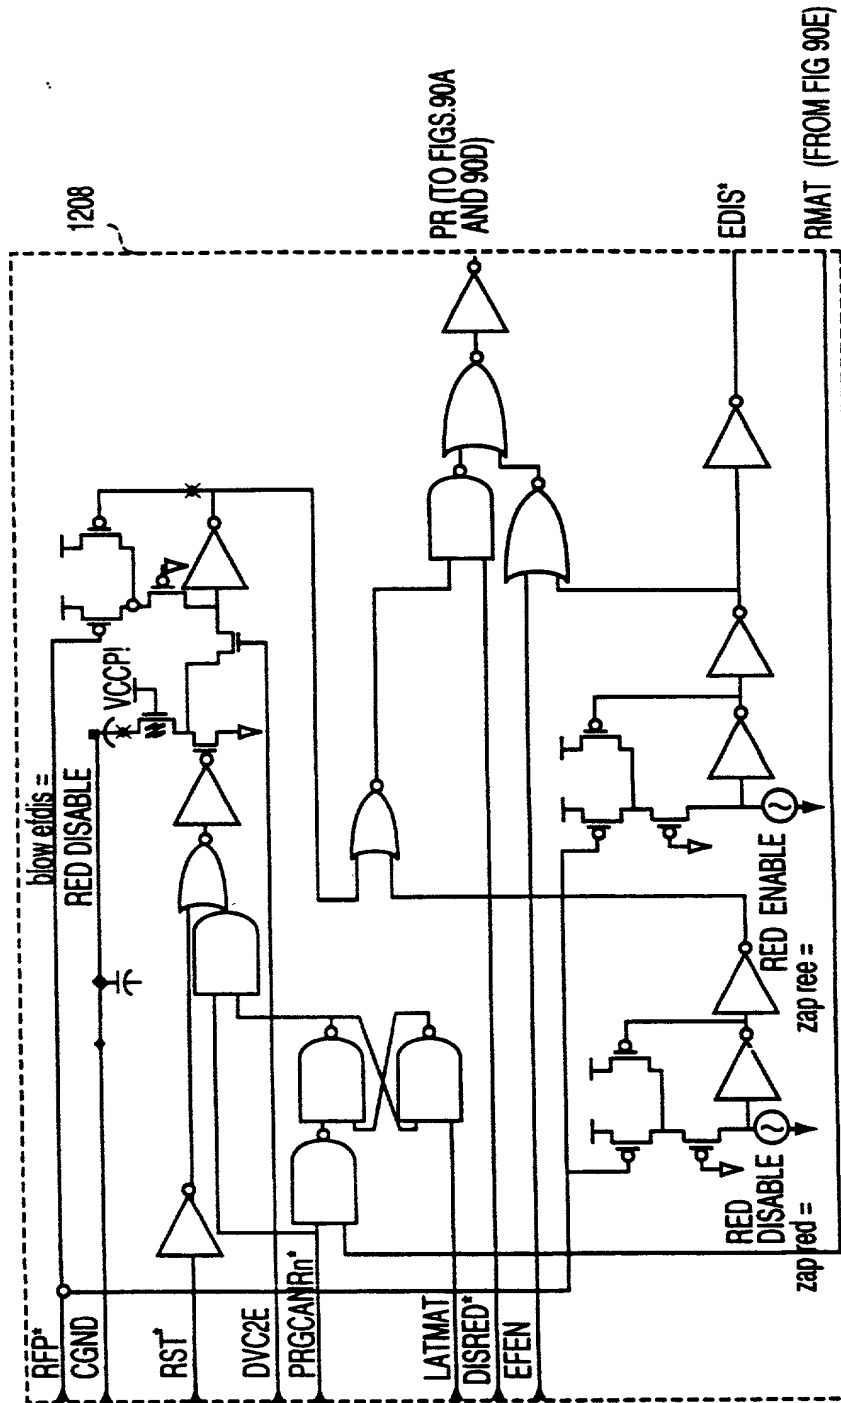 RFP*
CGND
RST*
DVC2E
PRGCANRn*
LATMAT
DISRED*
EFEN
blow efdis =
RED DISABLE
VCCP!
RED
DISABLE
zap red =
RED ENABLE
zap ree =
1208
PR (TO FIGS.90A
AND 90D)
EDIS*
RMAT (FROM FIG 90E)